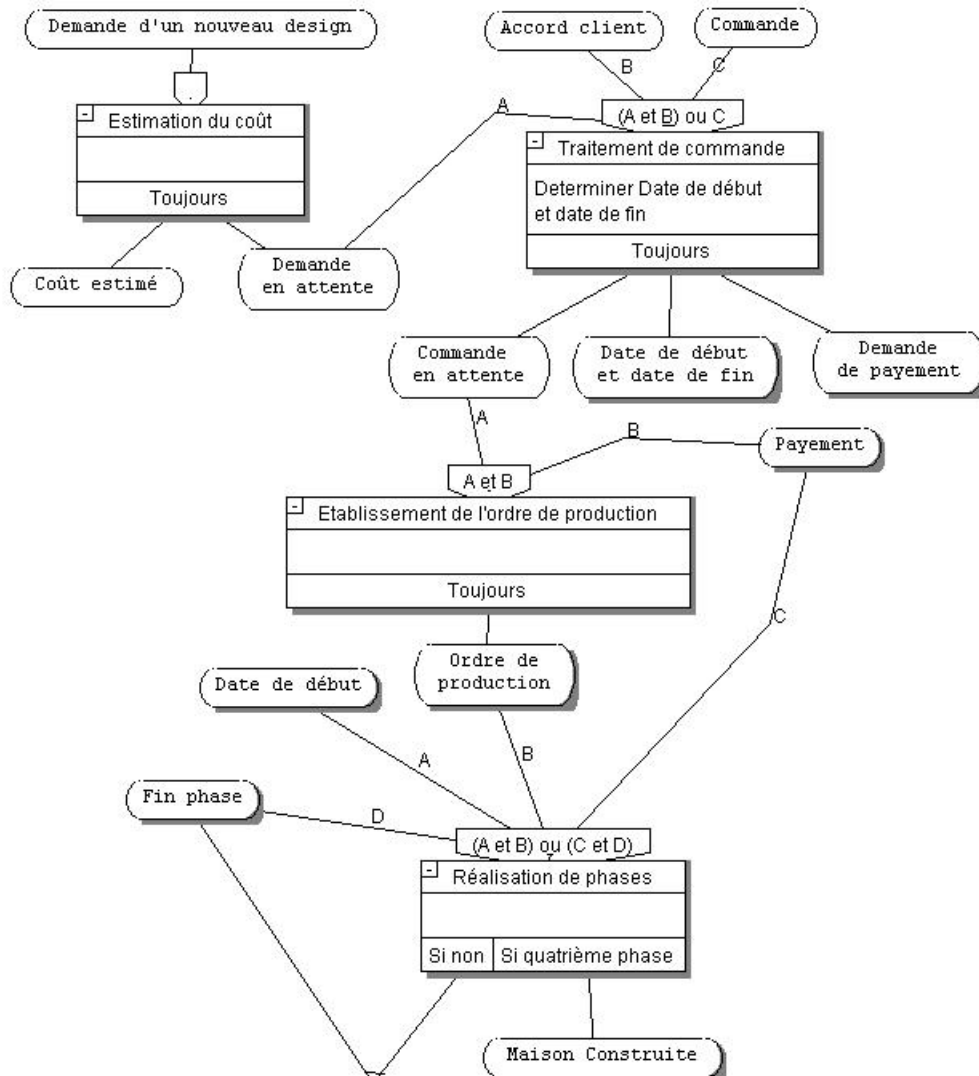 Demande d'un nouveau design
Accord client
Commande
B
C
A
(A et B) ou C
-
Estimation du coût
Toujours
-
Traitement de commande
Determiner Date de début
et date de fin
Toujours
Coût estimé
Demande
en attente
Commande
en attente
Date de début
et date de fin
Demande
de payement
A
B
Payement
A et B
-
Etablissement de l'ordre de production
Toujours
C
Ordre de
production
Date de début
A
B
Fin phase
D
(A et B) ou (C et D)
-
Réalisation de phases
Si non
Si quatrième phase
Maison Construite